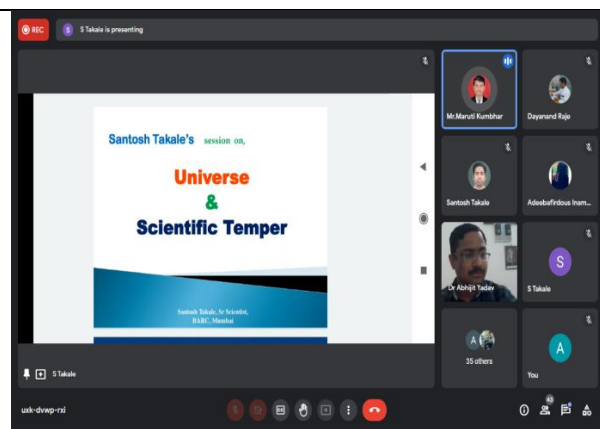 REC
S
S Takale is presenting
Santosh Takale's session on,
Universe
&
Scientific Temper
Santosh Takale, Sr Scientist,
BARC, Mumbai
Mr.Maruti Kumbhar
Dayanand Raje
Santosh Takale
Adeebafirdous Inam...
Dr Abhijit Yadav
S
S Takale
A
35 others
A
You
S Takale
uxk-dvwp-rxi
43